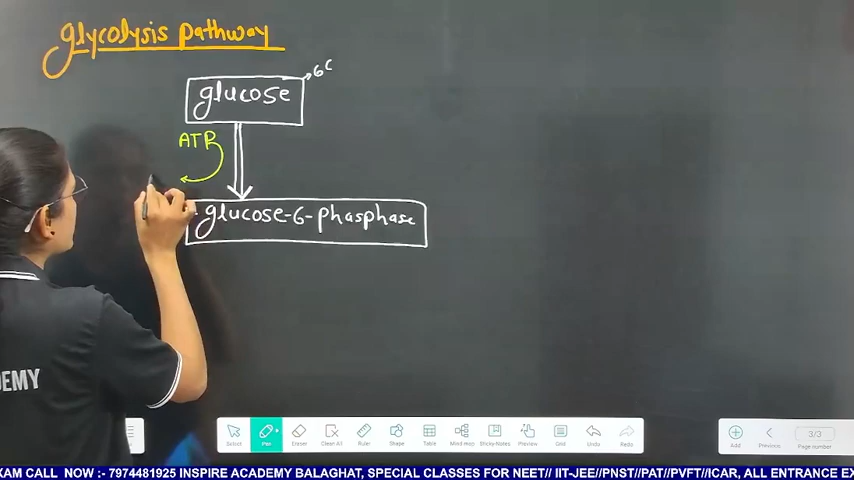 glycolysis pathway
glucose
6C
ATP
glucose-6-phasphase
DEMY
Select
Pen
Eraser
Clear All
Ruler
Shape
Table
Mind map
Sticky-Notes
Preview
Grid
Undo
Redo
Add
Previous
3/3
Page number
XAM CALL NOW :- 7974481925 INSPIRE ACADEMY BALAGHAT, SPECIAL CLASSES FOR NEET// IIT-JEE//PNST//PAT//PVFT//ICAR, ALL ENTRANCE EX